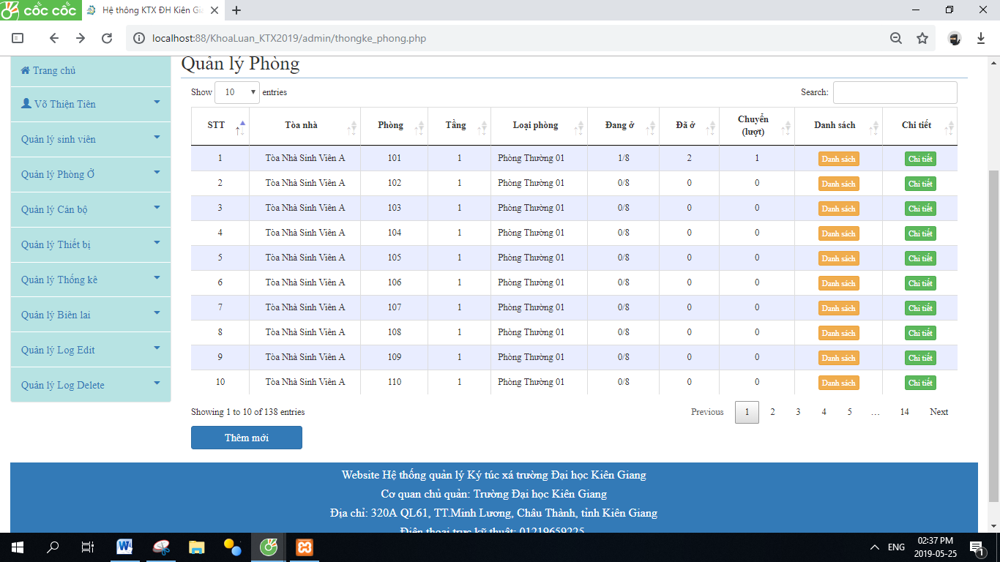 cốc cốc
Hệ thông KTX ĐH Kiên Gi
localhost:88/KhoaLuan_KTX2019/admin/thongke_phong.php
Trang chủ
Võ Thiện Tiên
Quản lý sinh viên
Quản lý Phòng Ở
Quản lý Cán bộ
Quản lý Thiết bị
Quản lý Thống kê
Quản lý Biên lai
Quản lý Log Edit
Quản lý Log Delete
Quản lý Phòng
Show 10 entries Search:
STT Tòa nhà Phòng Tầng Loại phòng Đang ở Đã ở Chuyển (lượt) Danh sách Chi tiết
1 Tòa Nhà Sinh Viên A 101 1 Phòng Thường 01 1/8 2 1 Danh sách Chi tiết
2 Tòa Nhà Sinh Viên A 102 1 Phòng Thường 01 0/8 0 0 Danh sách Chi tiết
3 Tòa Nhà Sinh Viên A 103 1 Phòng Thường 01 0/8 0 0 Danh sách Chi tiết
4 Tòa Nhà Sinh Viên A 104 1 Phòng Thường 01 0/8 0 0 Danh sách Chi tiết
5 Tòa Nhà Sinh Viên A 105 1 Phòng Thường 01 0/8 0 0 Danh sách Chi tiết
6 Tòa Nhà Sinh Viên A 106 1 Phòng Thường 01 0/8 0 0 Danh sách Chi tiết
7 Tòa Nhà Sinh Viên A 107 1 Phòng Thường 01 0/8 0 0 Danh sách Chi tiết
8 Tòa Nhà Sinh Viên A 108 1 Phòng Thường 01 0/8 0 0 Danh sách Chi tiết
9 Tòa Nhà Sinh Viên A 109 1 Phòng Thường 01 0/8 0 0 Danh sách Chi tiết
10 Tòa Nhà Sinh Viên A 110 1 Phòng Thường 01 0/8 0 0 Danh sách Chi tiết
Showing 1 to 10 of 138 entries Previous 1 2 3 4 5 … 14 Next
Thêm mới
Website Hệ thống quản lý Ký túc xá trường Đại học Kiên Giang
Cơ quan chủ quản: Trường Đại học Kiên Giang
Địa chỉ: 320A QL61, TT.Minh Lương, Châu Thành, tỉnh Kiên Giang
Điện thoại trực kỹ thuật: 01219659225
ENG 02:37 PM
2019-05-25
1